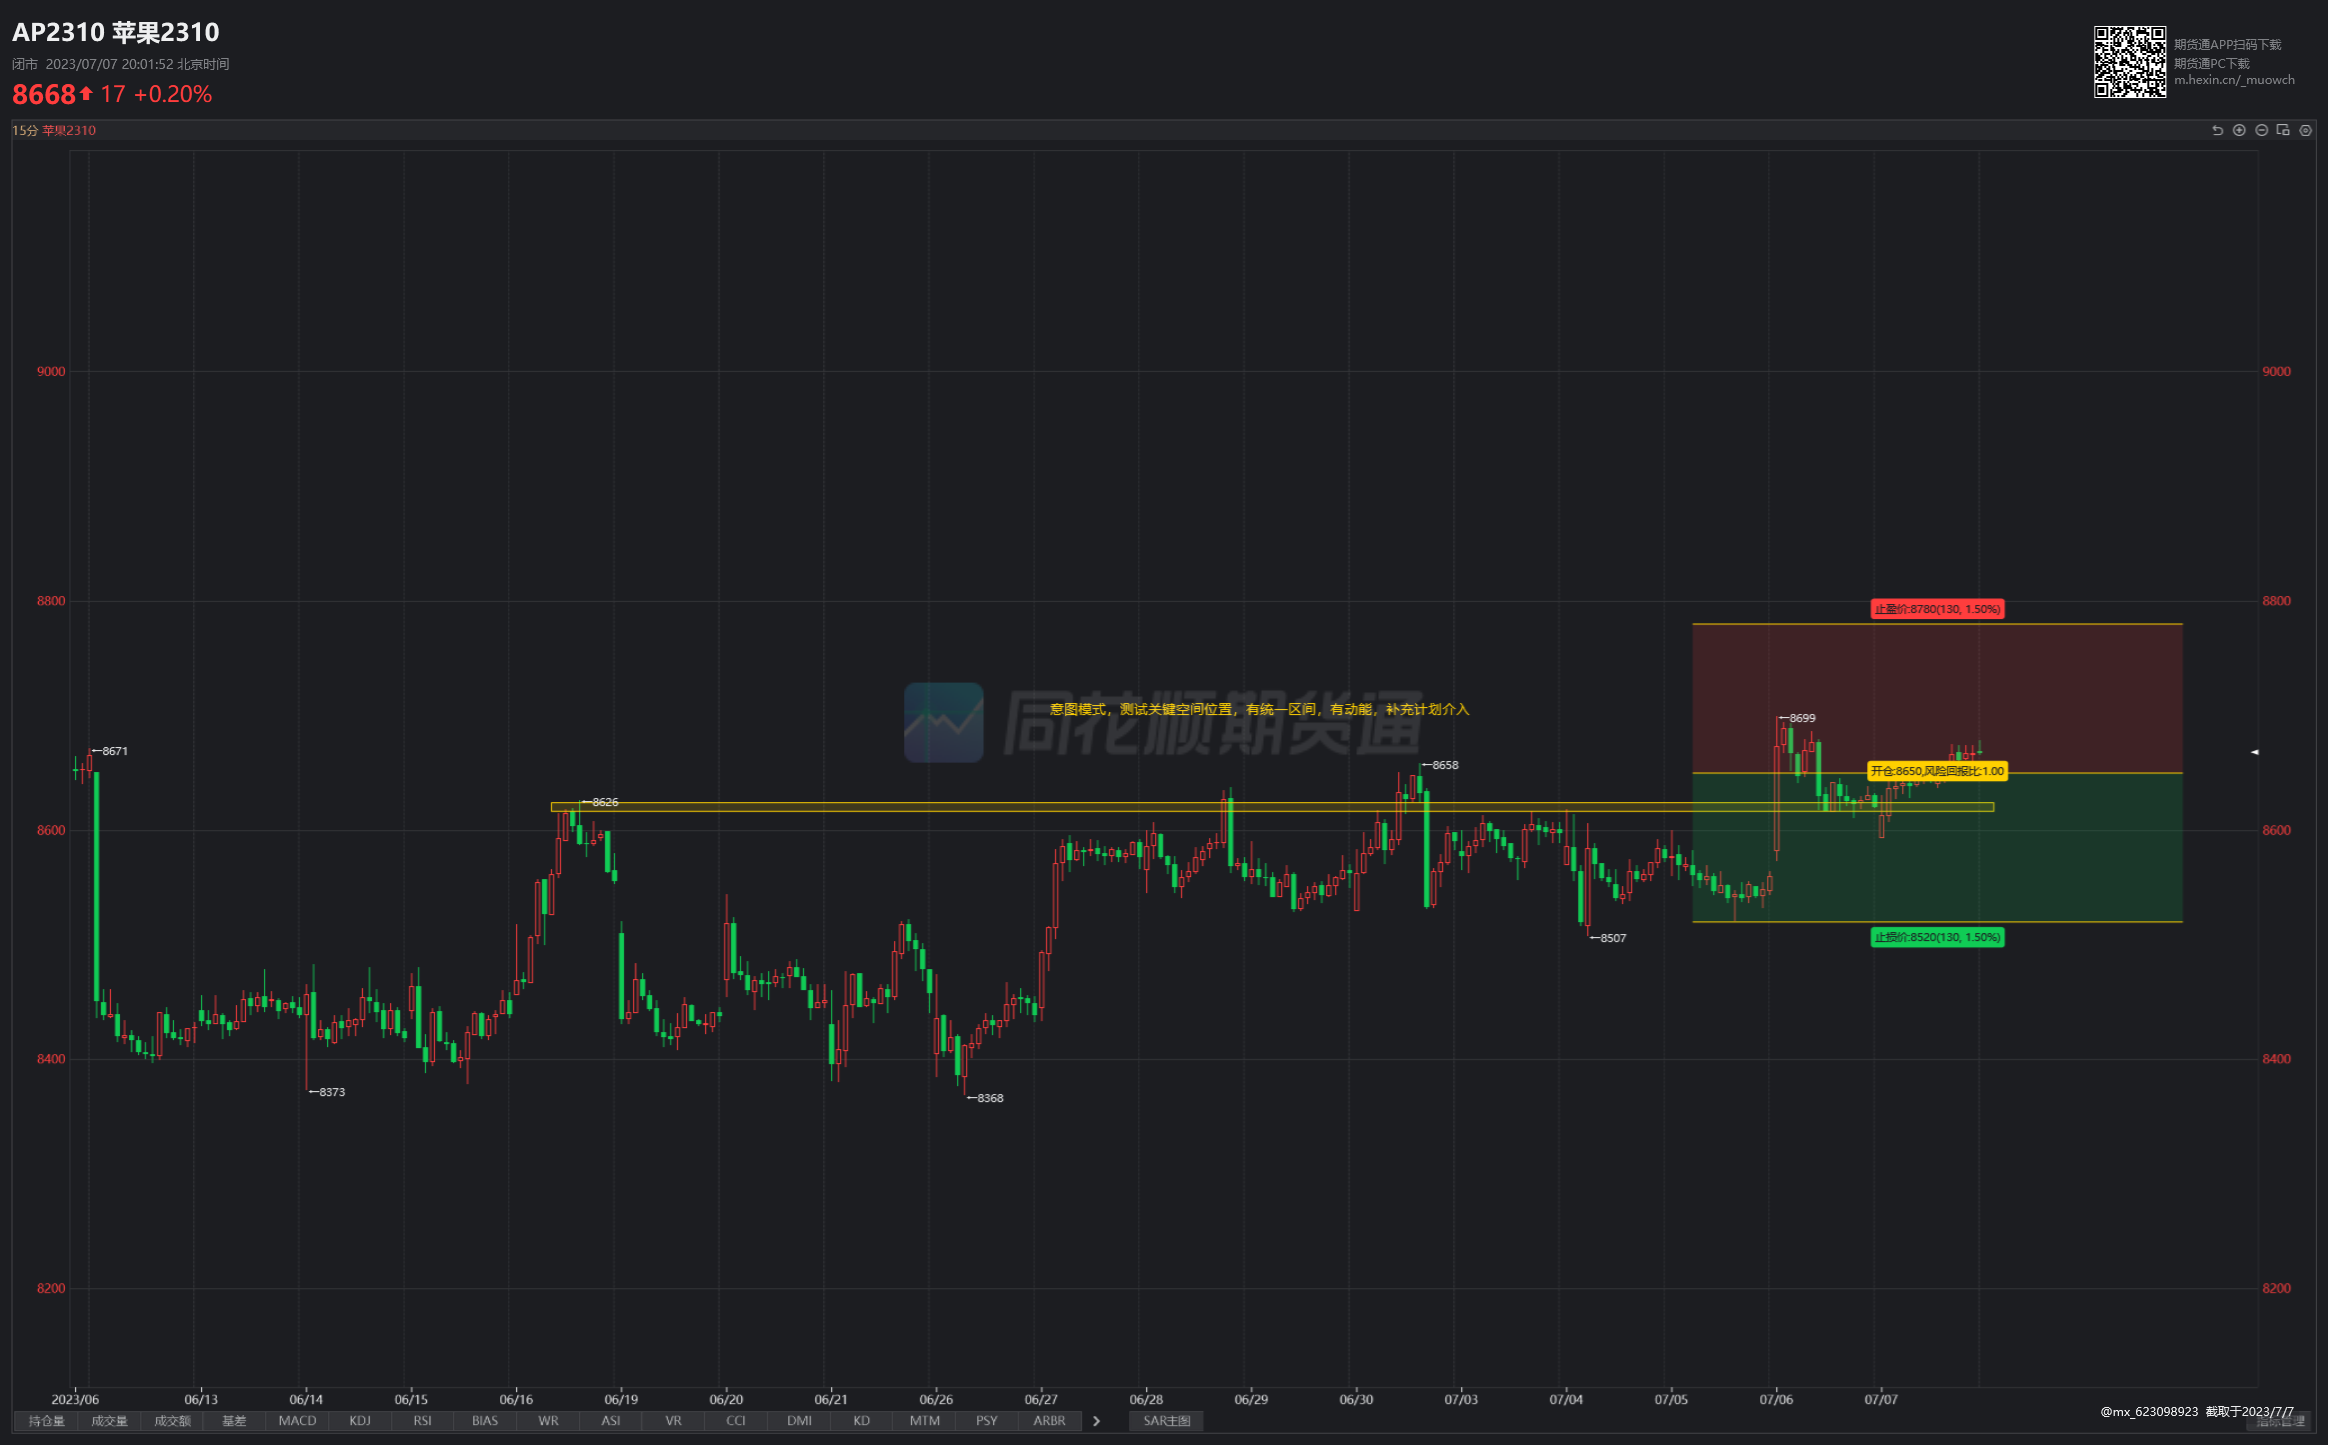 AP2310 苹果2310
闭市 2023/07/07 20:01:52 北京时间
8668 17 +0.20%
期货通APP扫码下载
期货通PC下载
m.hexin.cn/_muowch
15分 苹果2310
9000 9000
8800 8800
止盈价:8780(130, 1.50%)
同花顺期货通
意图模式，测试关键空间位置，有统一区间，有动能，补充计划介入
←8699
←8671
←8658
开仓:8650,风险回报比:1.00
←8626
8600 8600
←8507
止损价:8520(130, 1.50%)
8400 8400
←8373
←8368
8200 8200
2023/06 06/13 06/14 06/15 06/16 06/19 06/20 06/21 06/26 06/27 06/28 06/29 06/30 07/03 07/04 07/05 07/06 07/07
持仓量 成交量 成交额 基差 MACD KDJ RSI BIAS WR ASI VR CCI DMI KD MTM PSY ARBR SAR主图
@mx_623098923 截取于2023/7/7
指标管理